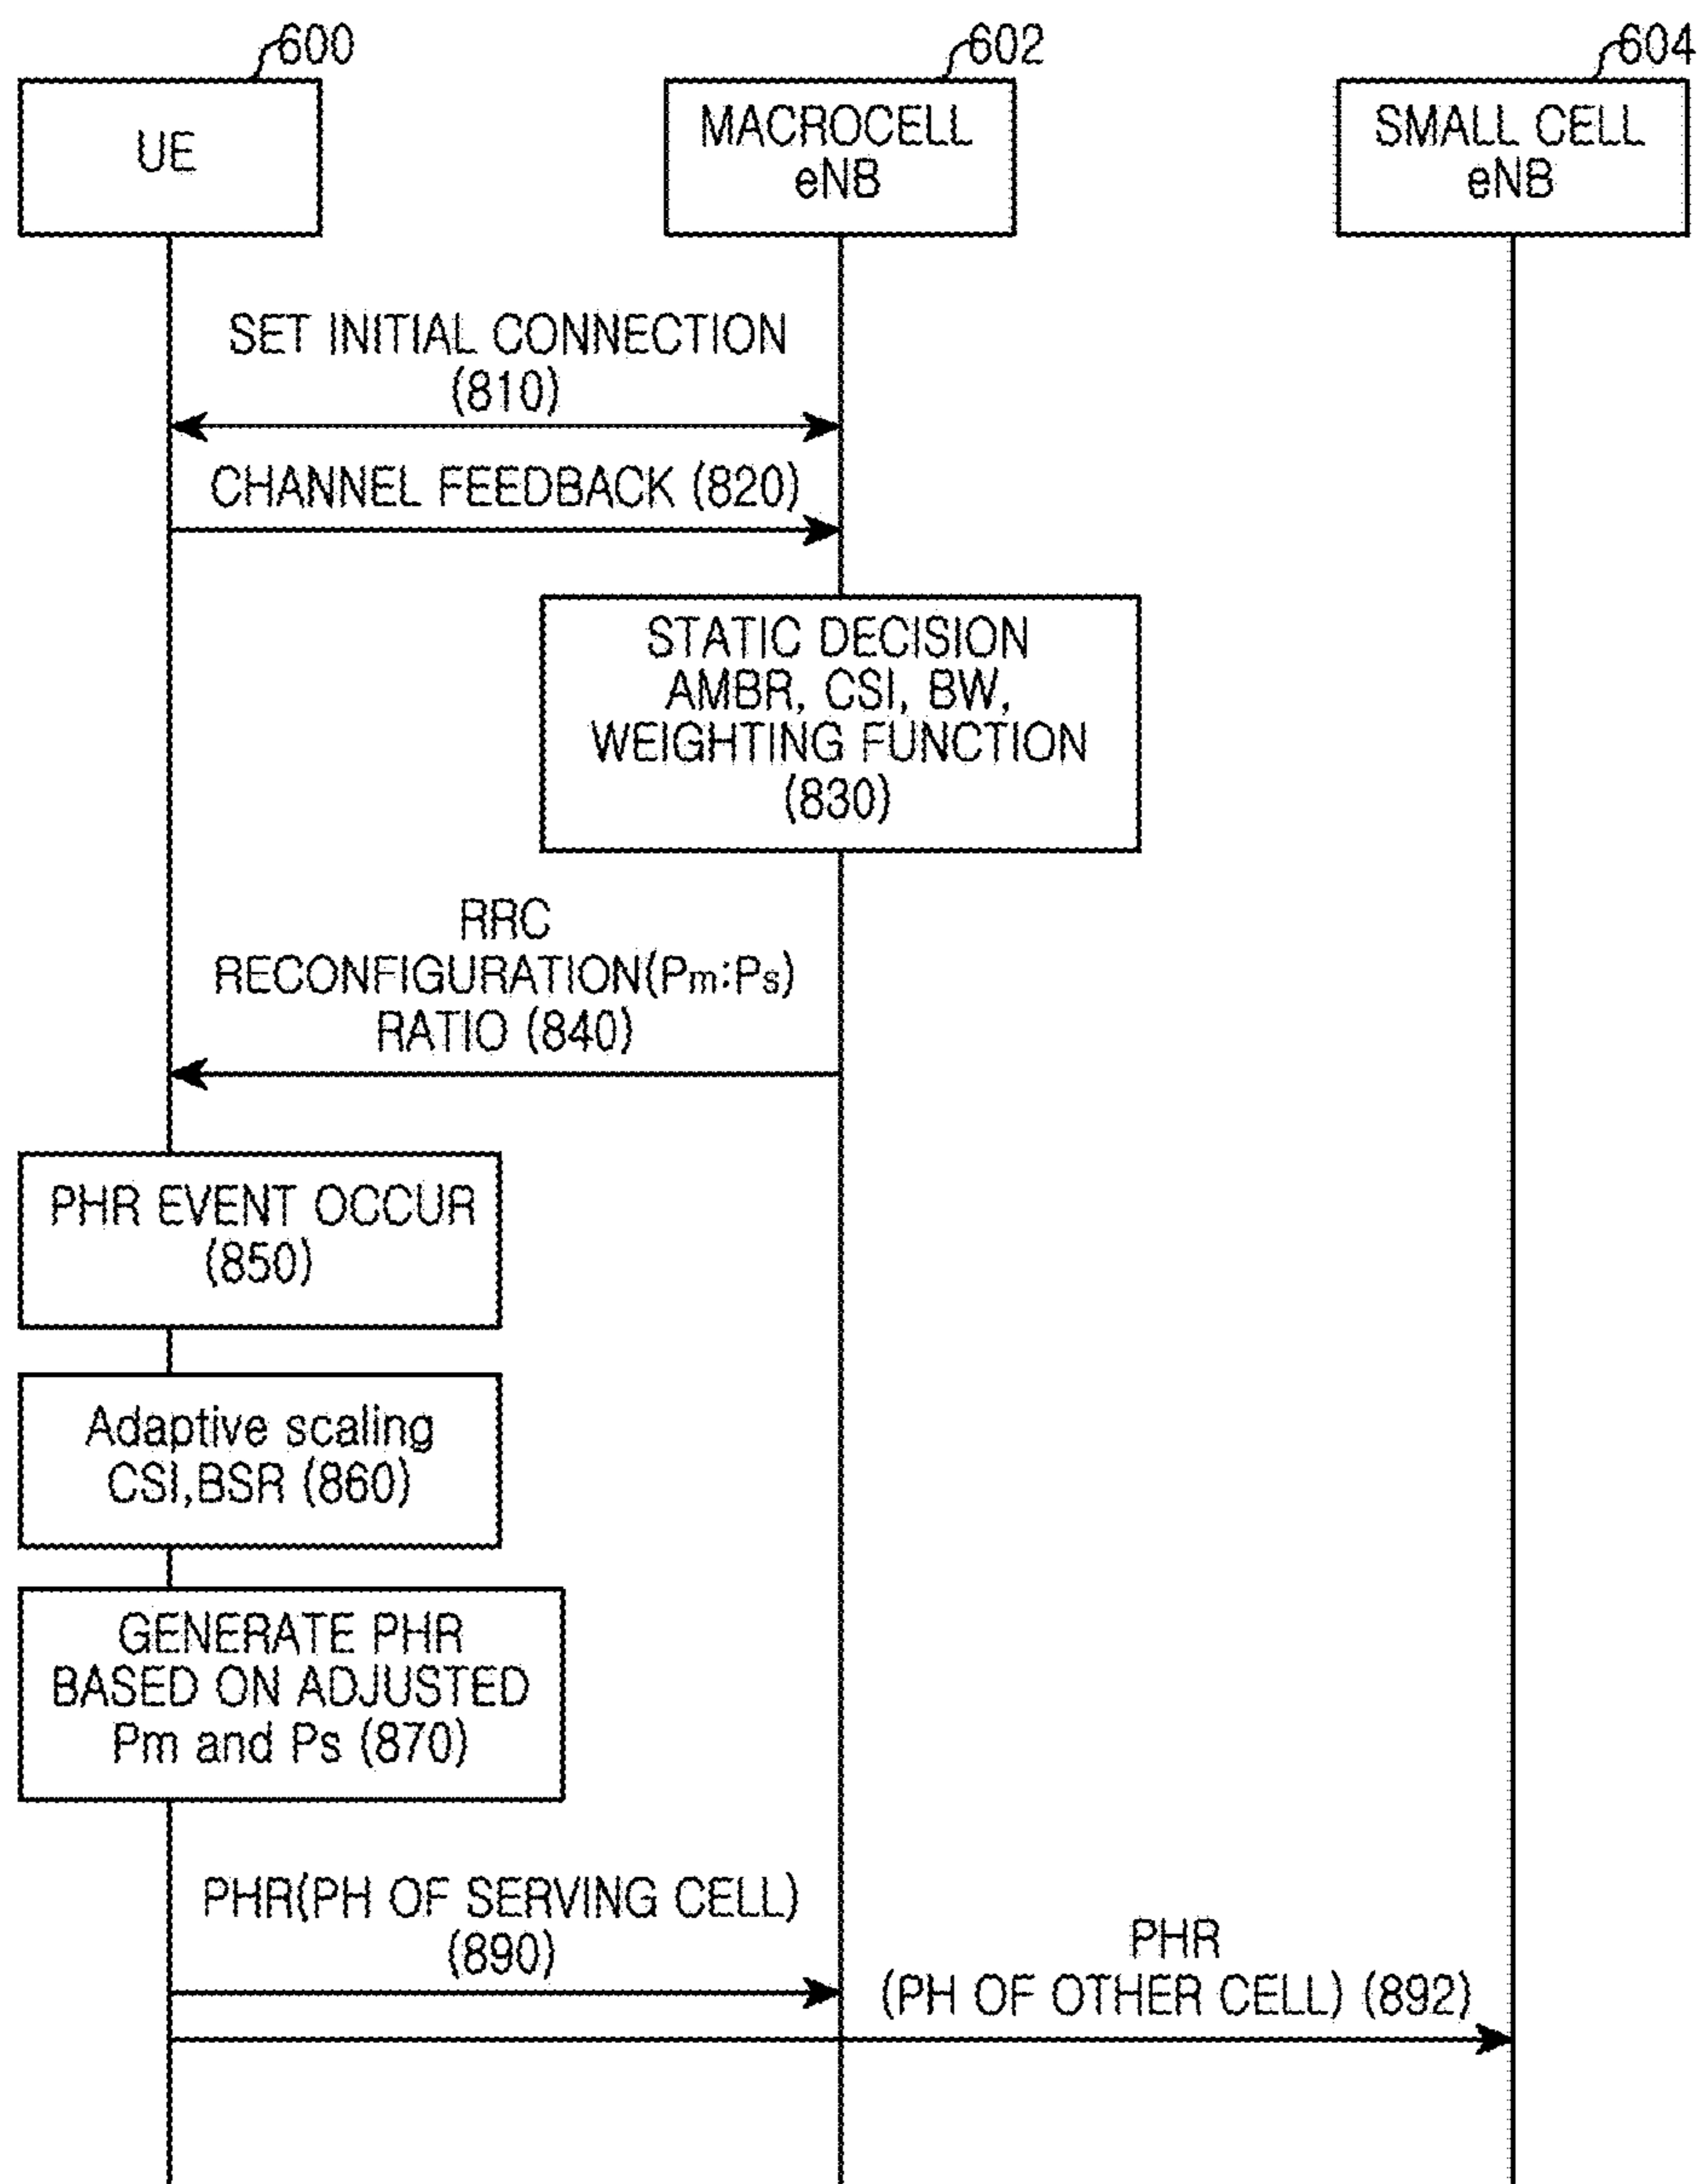 600
602
604
UE
MACROCELL
eNB
SMALL CELL
eNB
SET INITIAL CONNECTION
(810)
CHANNEL FEEDBACK (820)
STATIC DECISION
AMBR, CSI, BW,
WEIGHTING FUNCTION
(830)
RRC
RECONFIGURATION(Pm:Ps)
RATIO (840)
PHR EVENT OCCUR
(850)
Adaptive scaling
CSI,BSR (860)
GENERATE PHR
BASED ON ADJUSTED
Pm and Ps (870)
PHR(PH OF SERVING CELL)
(890)
PHR
(PH OF OTHER CELL) (892)